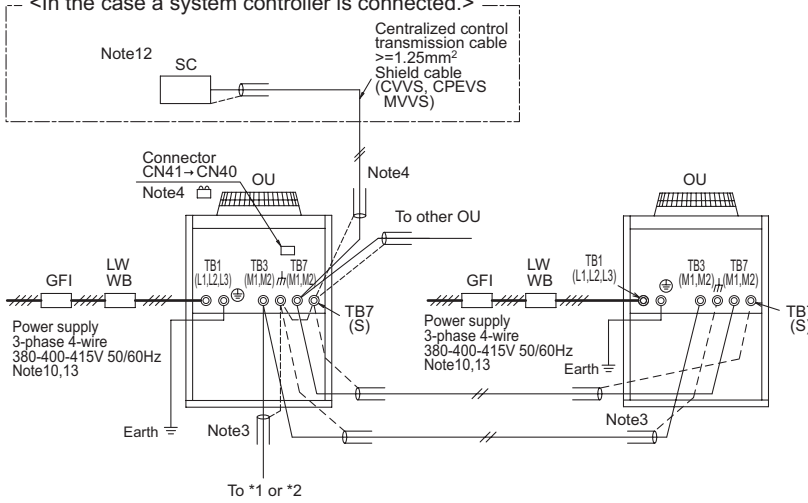 <In the case a system controller is connected.>
Note12
SC
Centralized control
transmission cable
>=1.25mm²
Shield cable
(CVVS, CPEVS
MVVS)
Connector
CN41→CN40
Note4
OU
Note4
To other OU
OU
GFI
LW
WB
TB1
(L1,L2,L3)
TB3
(M1,M2)
TB7
(M1,M2)
TB7
(S)
Power supply
3-phase 4-wire
380-400-415V 50/60Hz
Note10,13
Earth
Note3
To *1 or *2
GFI
LW
WB
TB1
(L1,L2,L3)
TB3
(M1,M2)
TB7
(M1,M2)
TB7
(S)
Power supply
3-phase 4-wire
380-400-415V 50/60Hz
Note10,13
Earth
Note3